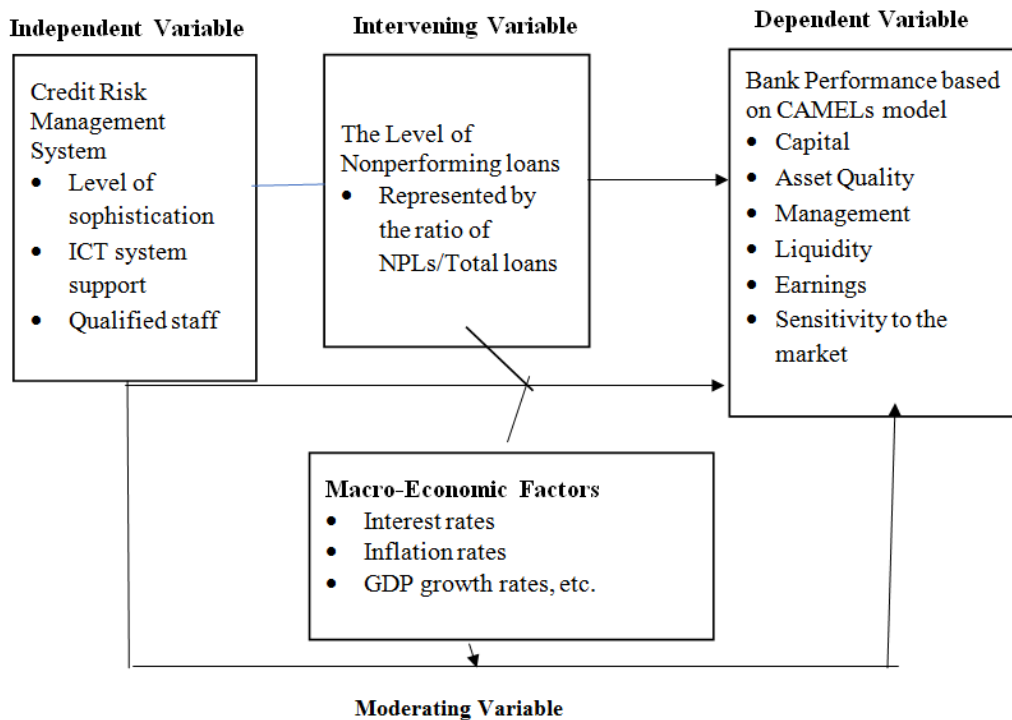 Independent Variable
Credit Risk
Management
System
• Level of
sophistication
• ICT system
support
• Qualified staff
Intervening Variable
The Level of
Nonperforming loans
• Represented by
the ratio of
NPLs/Total loans
Dependent Variable
Bank Performance based
on CAMELs model
• Capital
• Asset Quality
• Management
• Liquidity
• Earnings
• Sensitivity to the
market
Macro-Economic Factors
• Interest rates
• Inflation rates
• GDP growth rates, etc.
Moderating Variable